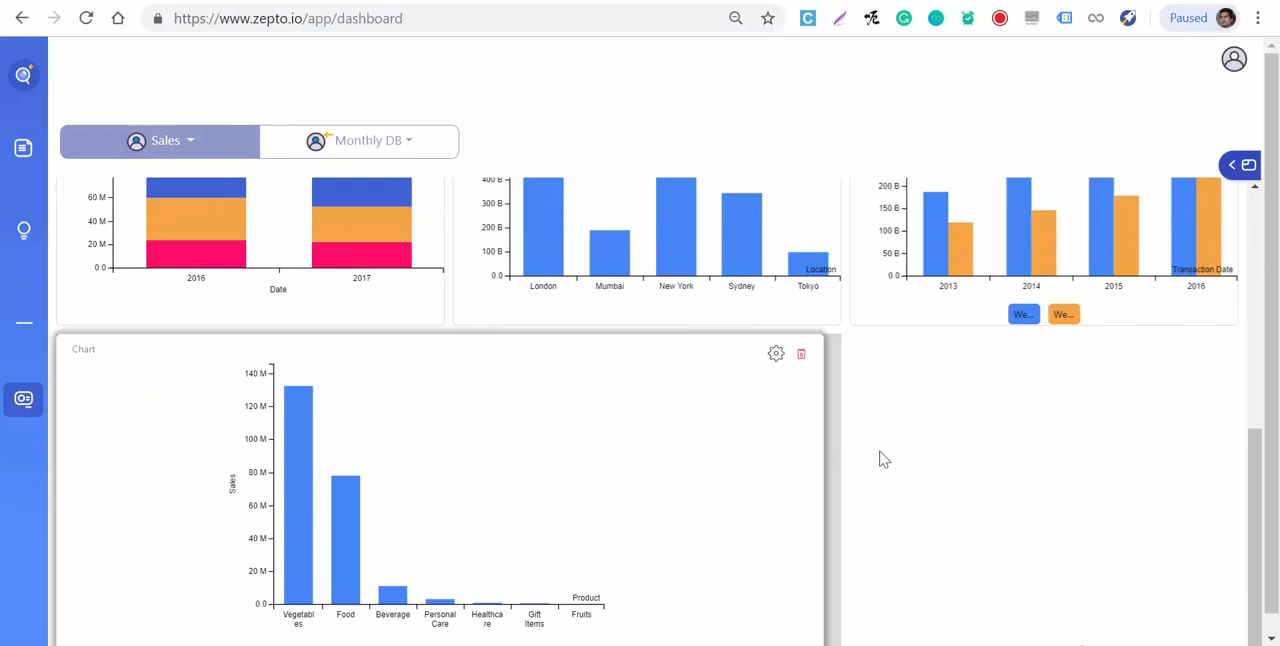 https://www.zepto.io/app/dashboard
Paused
Sales
Monthly DB
60 M
40 M
20 M
0.0
2016
2017
Date
400 B
300 B
200 B
100 B
0.0
Location
London
Mumbai
New York
Sydney
Tokyo
200 B
150 B
100 B
50 B
0.0
Transaction Date
2013
2014
2015
2016
We...
We...
Chart
140 M
120 M
100 M
80 M
60 M
40 M
20 M
0.0
Sales
Product
Vegetabl
es
Food
Beverage
Personal
Care
Healthca
re
Gift
Items
Fruits